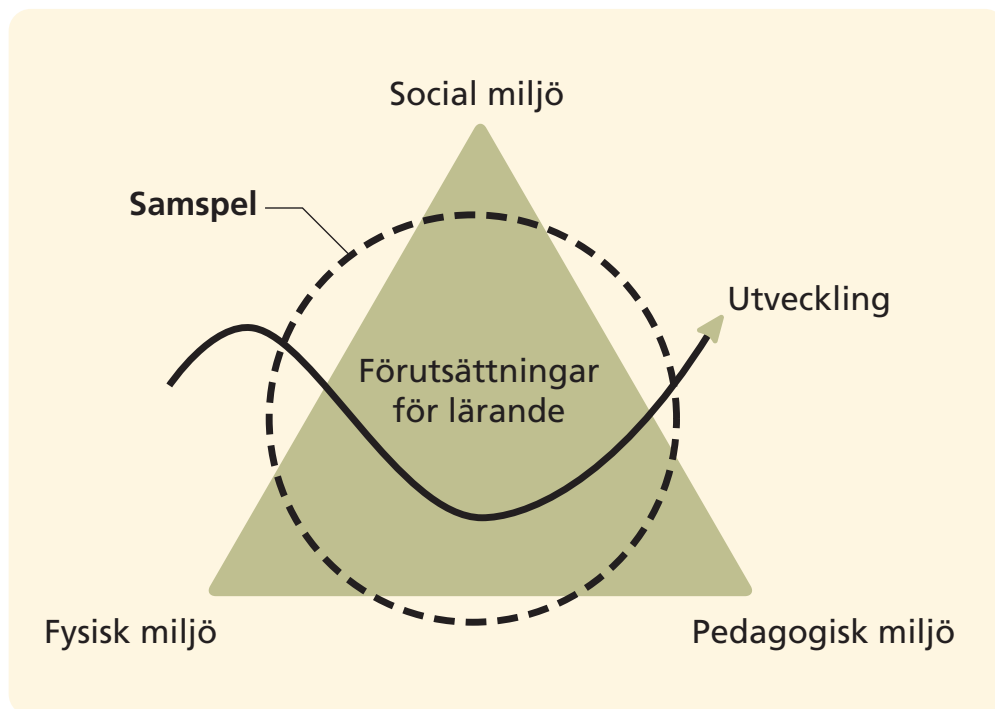 Social miljö
Samspel
Utveckling
Förutsättningar
för lärande
Fysisk miljö
Pedagogisk miljö